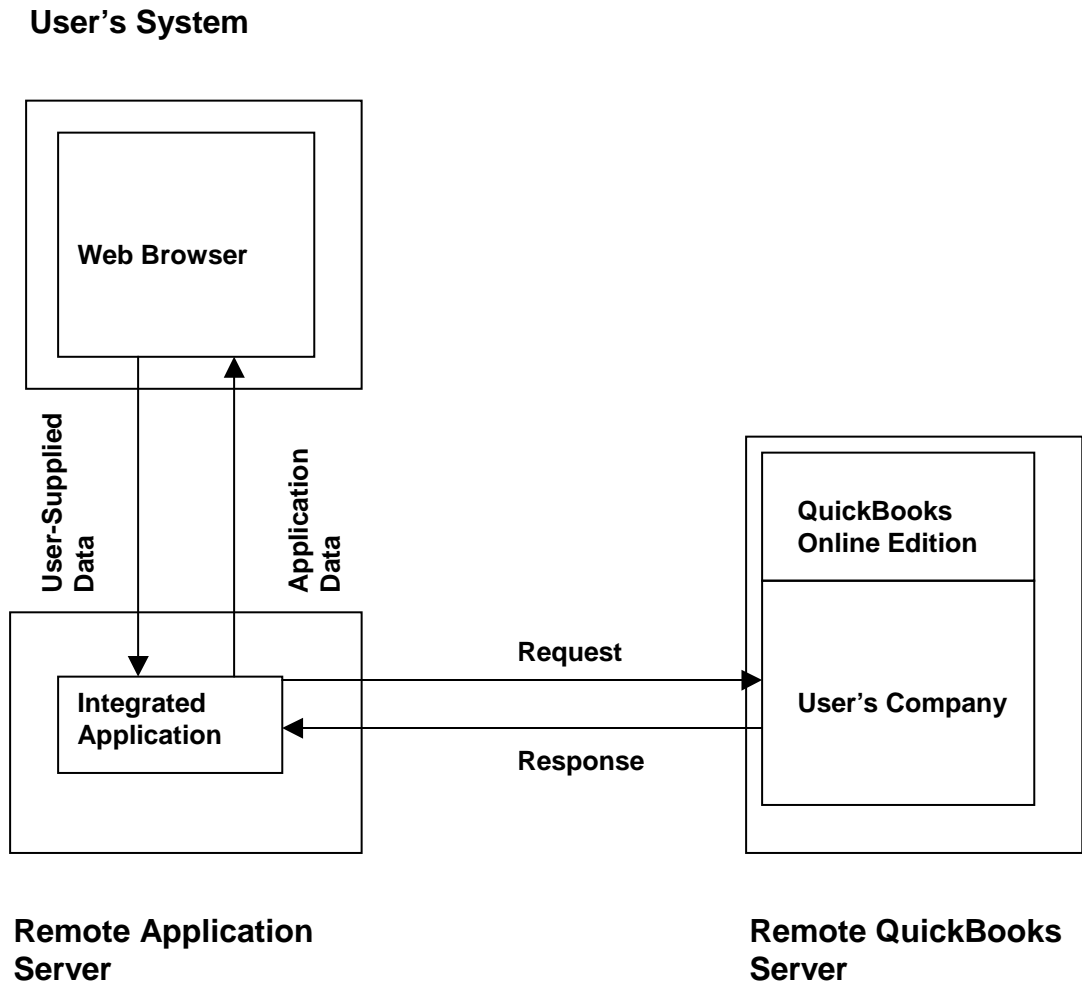 User’s System
Web Browser
User-Supplied
Data
Application
Data
QuickBooks
Online Edition
Request
Integrated
Application
User’s Company
Response
Remote Application
Server
Remote QuickBooks
Server